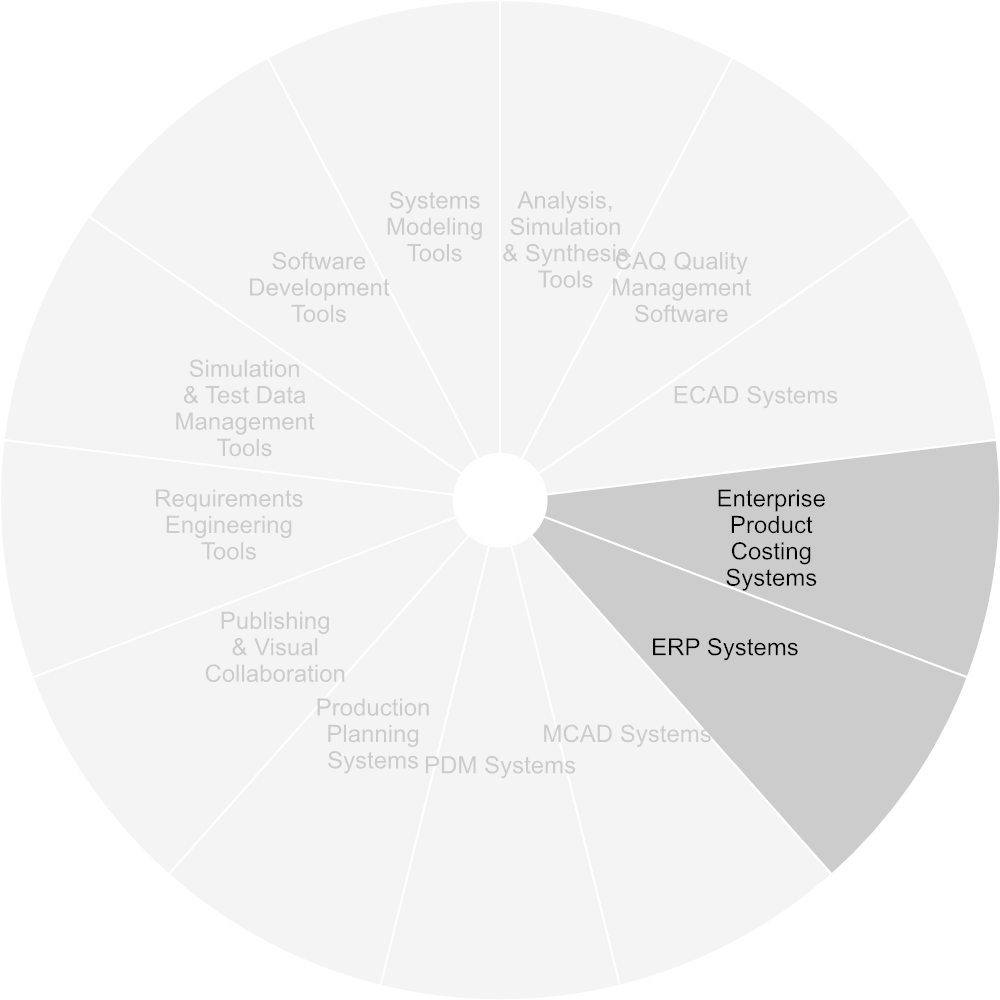 Systems
Modeling
Tools
Analysis,
Simulation
& Synthesis
Tools
CAQ Quality
Management
Software
ECAD Systems
Enterprise
Product
Costing
Systems
ERP Systems
MCAD Systems
PDM Systems
Production
Planning
Systems
Publishing
& Visual
Collaboration
Requirements
Engineering
Tools
Simulation
& Test Data
Management
Tools
Software
Development
Tools